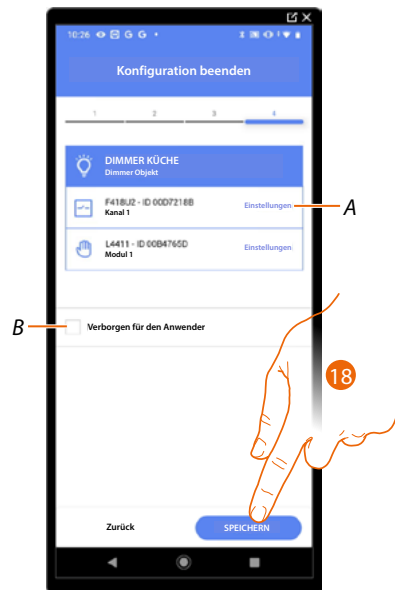 10:26 G G
Konfiguration beenden
1 2 3 4
DIMMER KÜCHE
Dimmer Objekt
F418U2 - ID 00D7218B
Kanal 1
Einstellungen
A
L4411 - ID 00B4765D
Modul 1
Einstellungen
B
Verborgen für den Anwender
18
Zurück
SPEICHERN